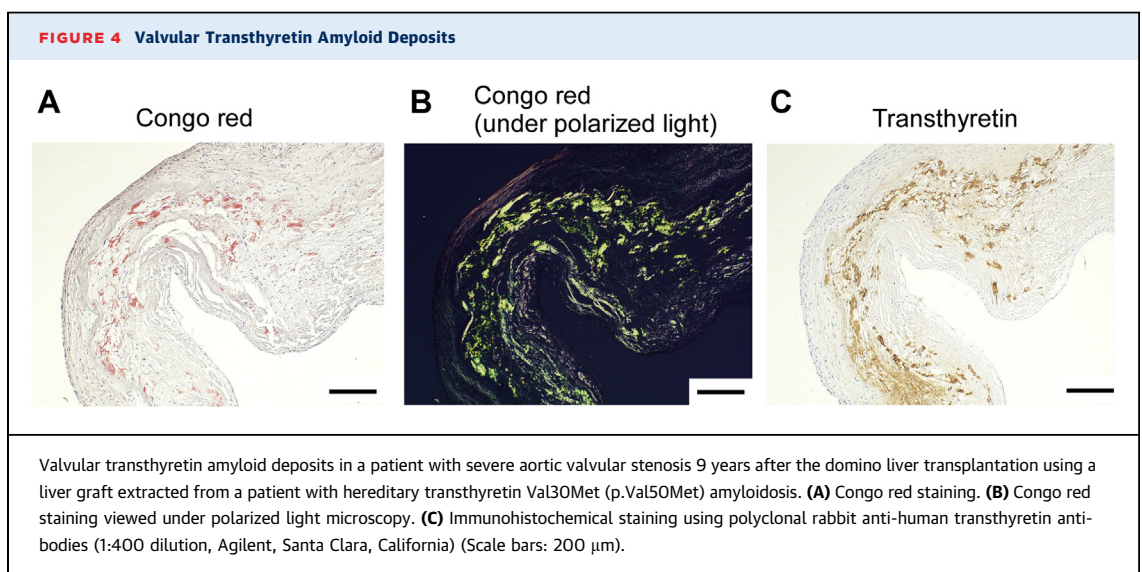 FIGURE 4 Valvular Transthyretin Amyloid Deposits
A
Congo red
B
Congo red
(under polarized light)
C
Transthyretin
Valvular transthyretin amyloid deposits in a patient with severe aortic valvular stenosis 9 years after the domino liver transplantation using a
liver graft extracted from a patient with hereditary transthyretin Val30Met (p.Val50Met) amyloidosis. (A) Congo red staining. (B) Congo red
staining viewed under polarized light microscopy. (C) Immunohistochemical staining using polyclonal rabbit anti-human transthyretin anti-
bodies (1:400 dilution, Agilent, Santa Clara, California) (Scale bars: 200 μm).